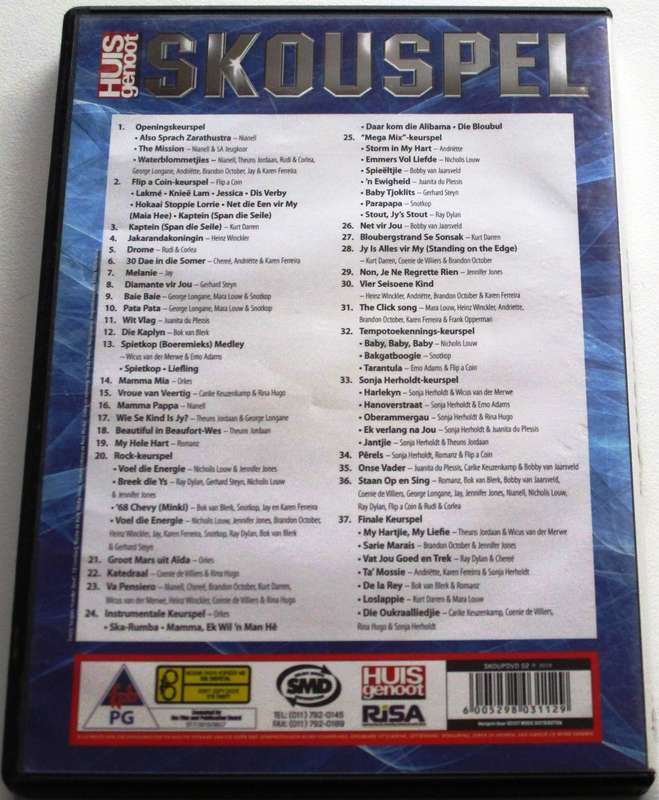 HUIS genoot SKOUSPEL
1. Openingskeurspel
• Also Sprach Zarathustra – Nianell
• The Mission – Nianell & SA Jeugkoor
• Waterblommetjies – Nianell, Theuns Jordaan, Rudi & Corlea,
George Longane, Andriëtte, Brandon October, Jay & Karen Ferreira
2. Flip a Coin-keurspel – Flip a Coin
• Lakmé • Knieë Lam • Jessica • Dis Verby
• Hokaai Stoppie Lorrie • Net die Een vir My
(Maia Hee) • Kaptein (Span die Seile)
3. Kaptein (Span die Seile) – Kurt Darren
4. Jakarandakoningin – Heinz Winckler
5. Drome – Rudi & Corlea
6. 30 Dae in die Somer – Chereé, Andriëtte & Karen Ferreira
7. Melanie – Jay
8. Diamante vir Jou – Gerhard Steyn
9. Baie Baie – George Longane, Mara Louw & Snotkop
10. Pata Pata – George Longane, Mara Louw & Snotkop
11. Wit Vlag – Juanita du Plessis
12. Die Kaplyn – Bok van Blerk
13. Spietkop (Boeremieks) Medley
– Wicus van der Merwe & Emo Adams
• Spietkop • Liefling
14. Mamma Mia – Orkes
15. Vroue van Veertig – Carike Keuzenkamp & Rina Hugo
16. Mamma Pappa – Nianell
17. Wie Se Kind Is Jy? – Theuns Jordaan & George Longane
18. Beautiful in Beaufort-Wes – Theuns Jordaan
19. My Hele Hart – Romanz
20. Rock-keurspel
• Voel die Energie – Nicholis Louw & Jennifer Jones
• Breek die Ys – Ray Dylan, Gerhard Steyn, Nicholis Louw
& Jennifer Jones
• '68 Chevy (Minki) – Bok van Blerk, Snotkop, Jay en Karen Ferreira
• Voel die Energie – Nicholis Louw, Jennifer Jones, Brandon October,
Heinz Winckler, Jay, Karen Ferreira, Snotkop, Ray Dylan, Bok van Blerk
& Gerhard Steyn
21. Groot Mars uit Aïda – Orkes
22. Katedraal – Coenie de Villiers & Rina Hugo
23. Va Pensiero – Nianell, Chereé, Brandon October, Kurt Darren,
Wicus van der Merwe, Heinz Winckler, Coenie de Villiers & Rina Hugo
24. Instrumentale Keurspel – Orkes
• Ska-Rumba • Mamma, Ek Wil 'n Man Hê
• Daar kom die Alibama • Die Bloubul
25. "Mega Mix"-keurspel
• Storm in My Hart – Andriëtte
• Emmers Vol Liefde – Nicholis Louw
• Spieëltjie – Bobby van Jaarsveld
• 'n Ewigheid – Juanita du Plessis
• Baby Tjoklits – Gerhard Steyn
• Parapapa – Snotkop
• Stout, Jy's Stout – Ray Dylan
26. Net vir Jou – Bobby van Jaarsveld
27. Bloubergstrand Se Sonsak – Kurt Darren
28. Jy Is Alles vir My (Standing on the Edge)
– Kurt Darren, Coenie de Villiers & Brandon October
29. Non, Je Ne Regrette Rien – Jennifer Jones
30. Vier Seisoene Kind
– Heinz Winckler, Andriëtte, Brandon October & Karen Ferreira
31. The Click song – Mara Louw, Heinz Winckler, Andriëtte,
Brandon October, Karen Ferreira & Frank Opperman
32. Tempotoekennings-keurspel
• Baby, Baby, Baby – Nicholis Louw
• Bakgatboogie – Snotkop
• Tarantula – Emo Adams & Flip a Coin
33. Sonja Herholdt-keurspel
• Harlekyn – Sonja Herholdt & Wicus van der Merwe
• Hanoverstraat – Sonja Herholdt & Emo Adams
• Oberammergau – Sonja Herholdt & Rina Hugo
• Ek verlang na Jou – Sonja Herholdt & Juanita du Plessis
• Jantjie – Sonja Herholdt & Theuns Jordaan
34. Pêrels – Sonja Herholdt, Romanz & Flip a Coin
35. Onse Vader – Juanita du Plessis, Carike Keuzenkamp & Bobby van Jaarsveld
36. Staan Op en Sing – Romanz, Bok van Blerk, Bobby van Jaarsveld,
Coenie de Villiers, George Longane, Jay, Jennifer Jones, Nianell, Nicholis Louw,
Ray Dylan, Flip a Coin & Rudi & Corlea
37. Finale Keurspel
• My Hartjie, My Liefie – Theuns Jordaan & Wicus van der Merwe
• Sarie Marais – Brandon October & Jennifer Jones
• Vat Jou Goed en Trek – Ray Dylan & Chereé
• Ta' Mossie – Andriëtte, Karen Ferreira & Sonja Herholdt
• De la Rey – Bok van Blerk & Romanz
• Loslappie – Kurt Darren & Mara Louw
• Die Oukraalliedjie – Carike Keuzenkamp, Coenie de Villiers,
Rina Hugo & Sonja Herholdt
PG
SMD
TEL: (011) 792-0145
FAX: (011) 792-0189
HUIS genoot
RiSA
SKOUPDVD 02
6 005298 031129